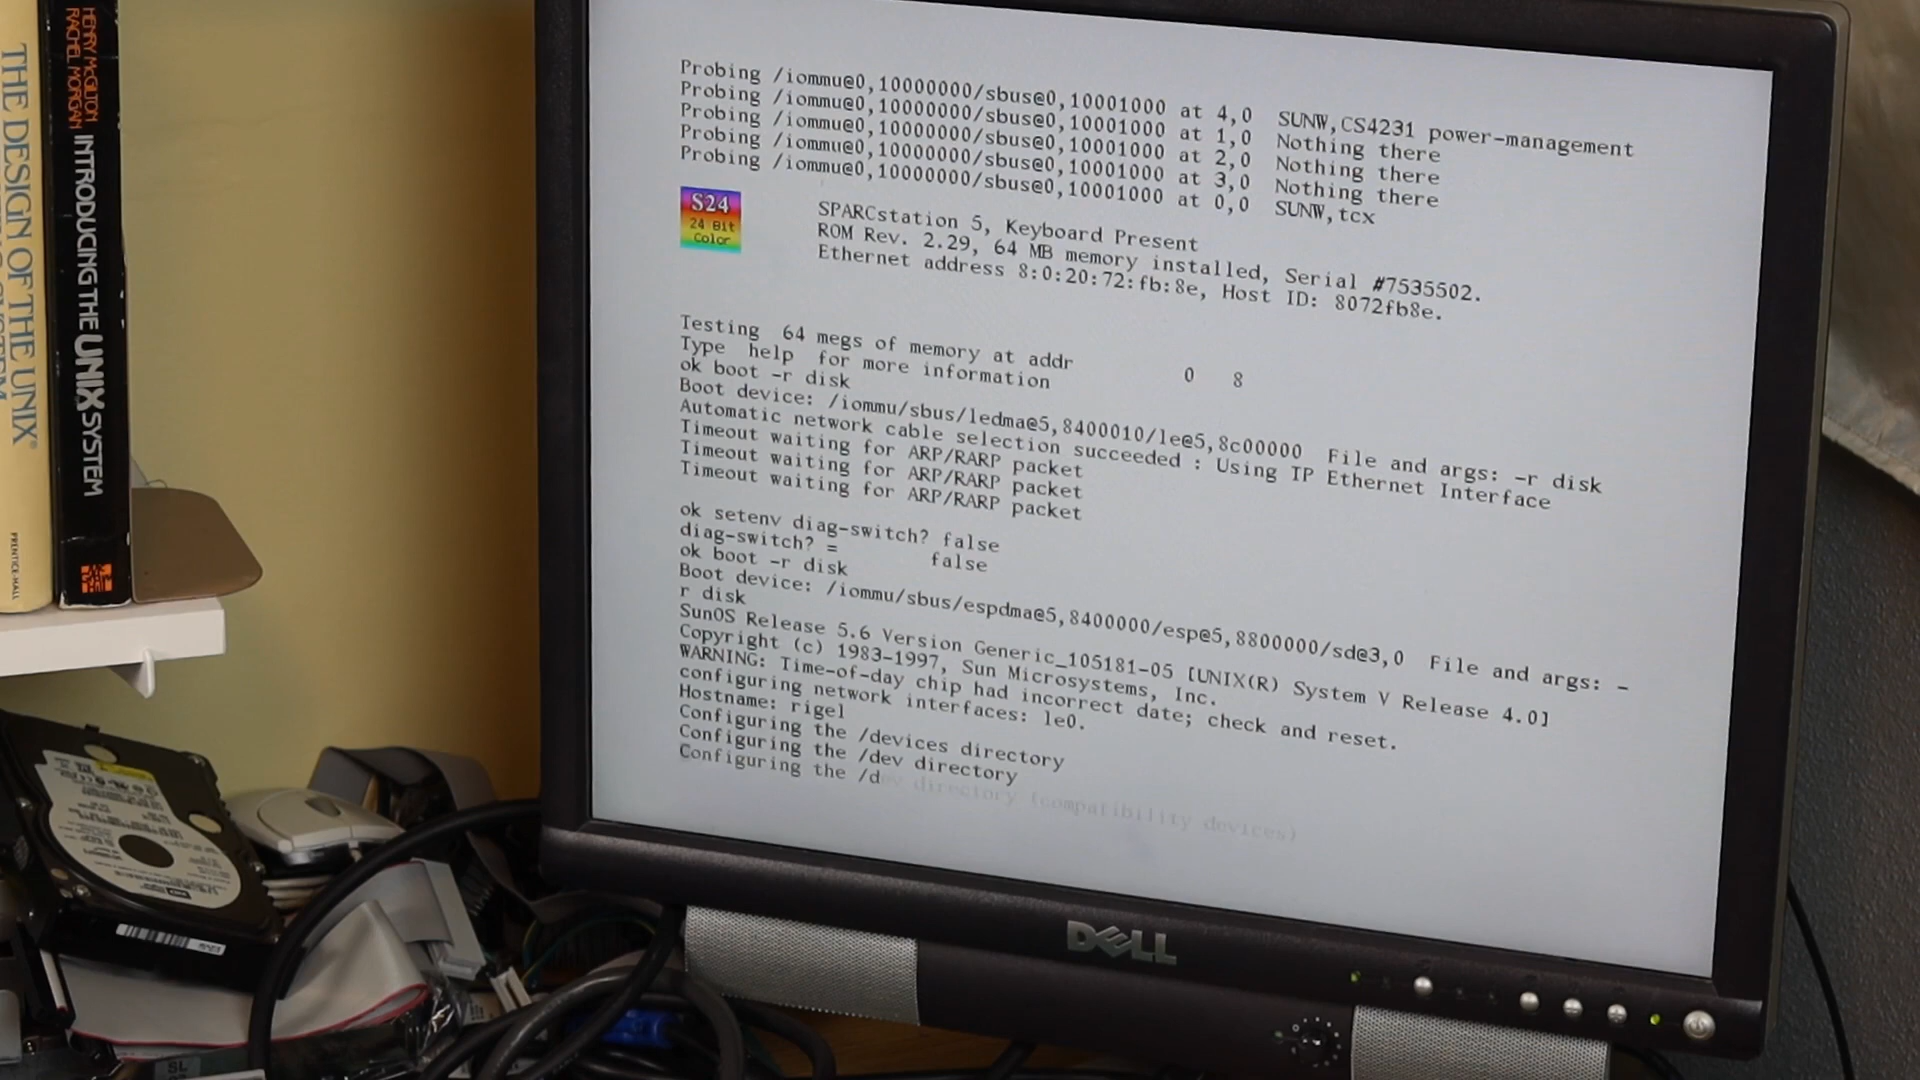 THE DESIGN OF THE UNIX®
PRENTICE-HALL
HENRY McGILTON
RACHEL MORGAN
INTRODUCING THE UNIX SYSTEM
Probing /iommu@0,10000000/sbus@0,10001000 at 4,0  SUNW,CS4231 power-management
Probing /iommu@0,10000000/sbus@0,10001000 at 1,0  Nothing there
Probing /iommu@0,10000000/sbus@0,10001000 at 2,0  Nothing there
Probing /iommu@0,10000000/sbus@0,10001000 at 3,0  Nothing there
Probing /iommu@0,10000000/sbus@0,10001000 at 0,0  SUNW,tcx
S24
24 Bit
Color
SPARCstation 5, Keyboard Present
ROM Rev. 2.29, 64 MB memory installed, Serial #7535502.
Ethernet address 8:0:20:72:fb:8e, Host ID: 8072fb8e.
Testing  64 megs of memory at addr          0   8
Type  help  for more information
ok boot -r disk
Boot device: /iommu/sbus/ledma@5,8400010/le@5,8c00000  File and args: -r disk
Automatic network cable selection succeeded : Using TP Ethernet Interface
Timeout waiting for ARP/RARP packet
Timeout waiting for ARP/RARP packet
Timeout waiting for ARP/RARP packet
ok setenv diag-switch? false
diag-switch? =        false
ok boot -r disk
Boot device: /iommu/sbus/espdma@5,8400000/esp@5,8800000/sd@3,0  File and args: -
r disk
SunOS Release 5.6 Version Generic_105181-05 [UNIX(R) System V Release 4.0]
Copyright (c) 1983-1997, Sun Microsystems, Inc.
WARNING: Time-of-day chip had incorrect date; check and reset.
configuring network interfaces: le0.
Hostname: rigel
Configuring the /devices directory
Configuring the /dev directory
Configuring the /dev directory (compatibility devices)
DELL
SL